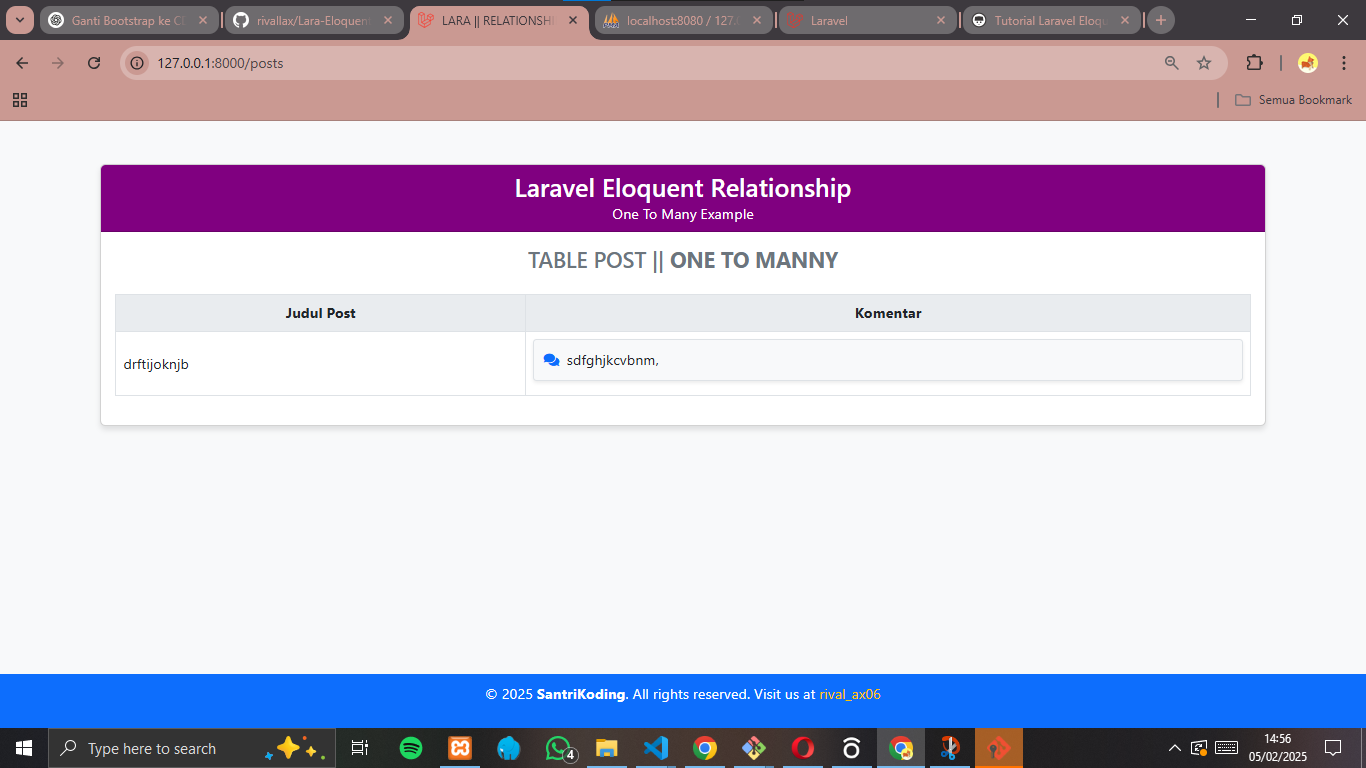 Ganti Bootstrap ke C
rivallax/Lara-Eloquent
LARA || RELATIONSHI
localhost:8080 / 127.
Laravel
Tutorial Laravel Eloqu
127.0.0.1:8000/posts
Semua Bookmark
Laravel Eloquent Relationship
One To Many Example
TABLE POST || ONE TO MANNY
Judul Post
Komentar
drftijoknjb
sdfghjkcvbnm,
© 2025 SantriKoding. All rights reserved. Visit us at rival_ax06
Type here to search
4
14:56
05/02/2025